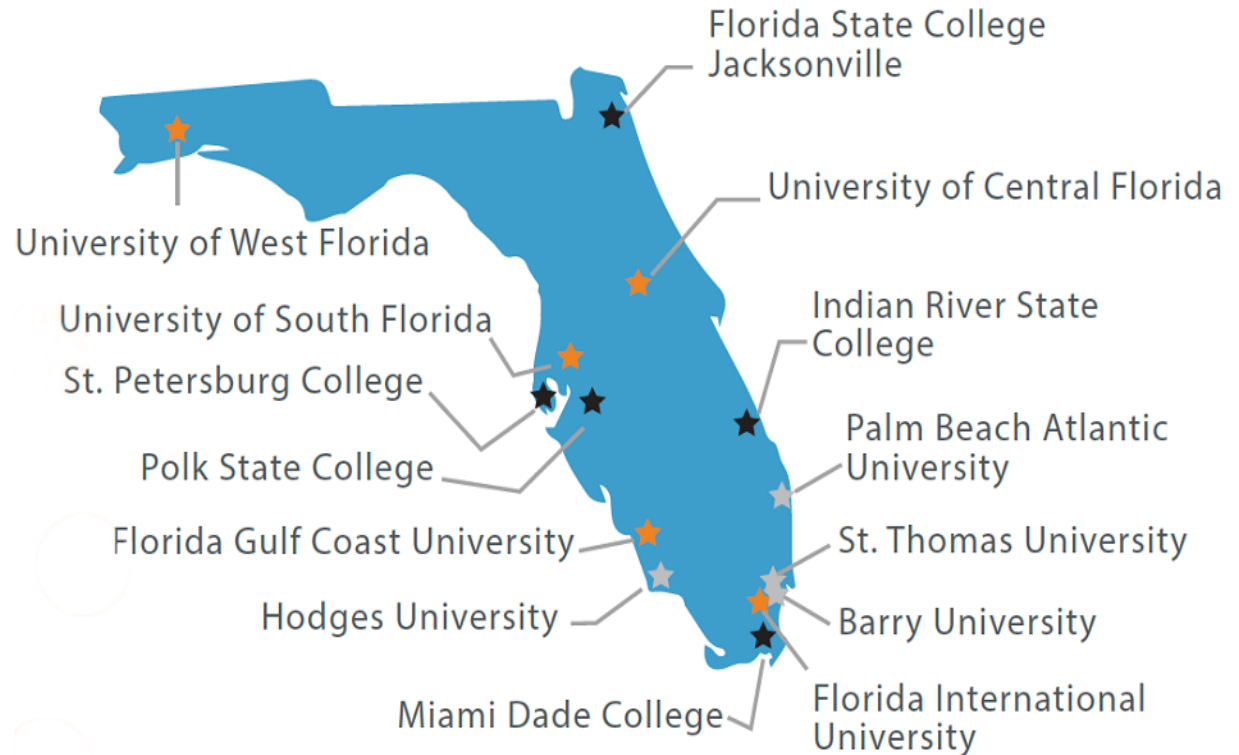 Florida State College
Jacksonville
University of Central Florida
University of West Florida
Indian River State
College
University of South Florida
St. Petersburg College
Palm Beach Atlantic
University
Polk State College
Florida Gulf Coast University
St. Thomas University
Hodges University
Barry University
Florida International
University
Miami Dade College